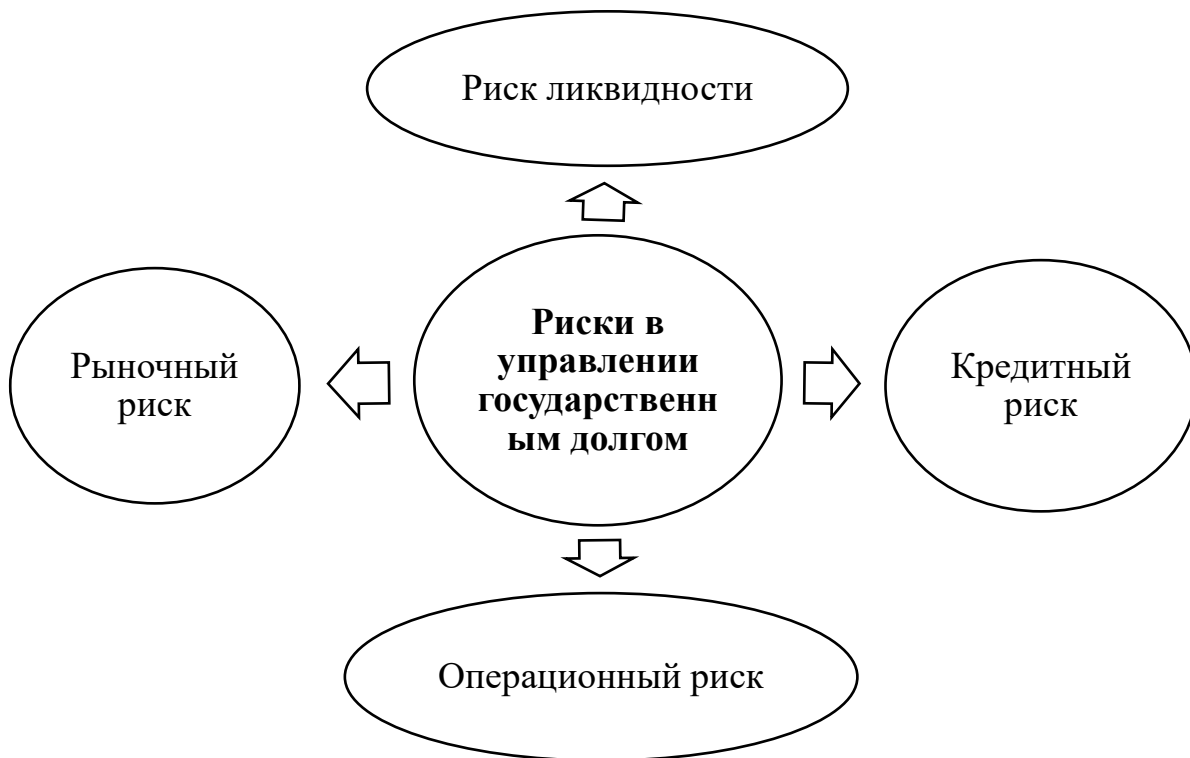 Риск ликвидности
Рыночный
риск
Риски в
управлении
государственн
ым долгом
Кредитный
риск
Операционный риск